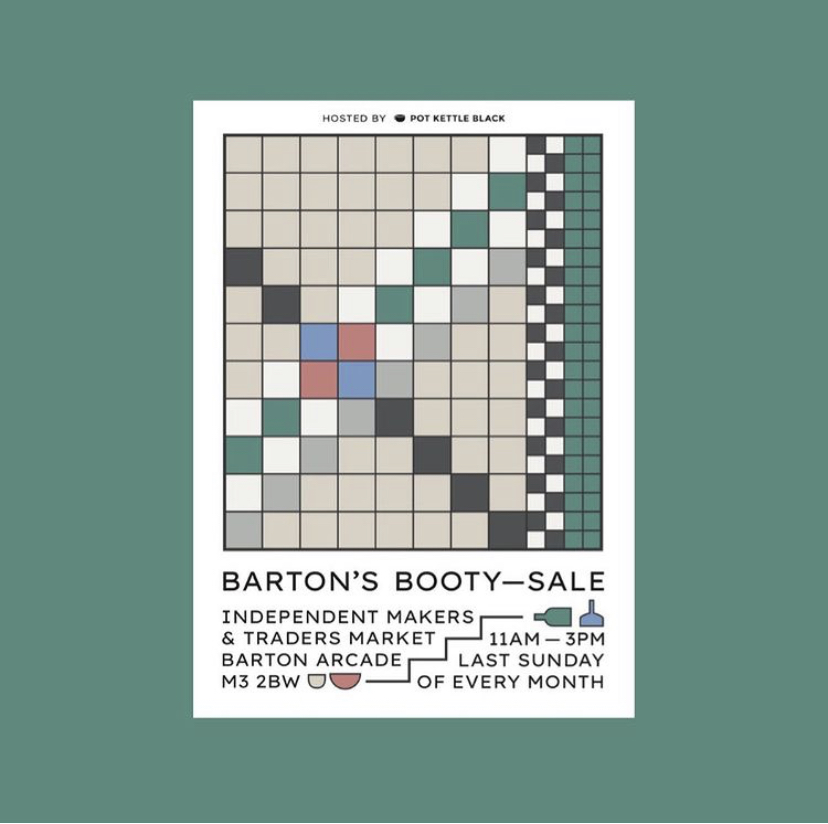 HOSTED BY POT KETTLE BLACK
BARTON'S BOOTY—SALE
INDEPENDENT MAKERS
& TRADERS MARKET
BARTON ARCADE
M3 2BW
11AM — 3PM
LAST SUNDAY
OF EVERY MONTH